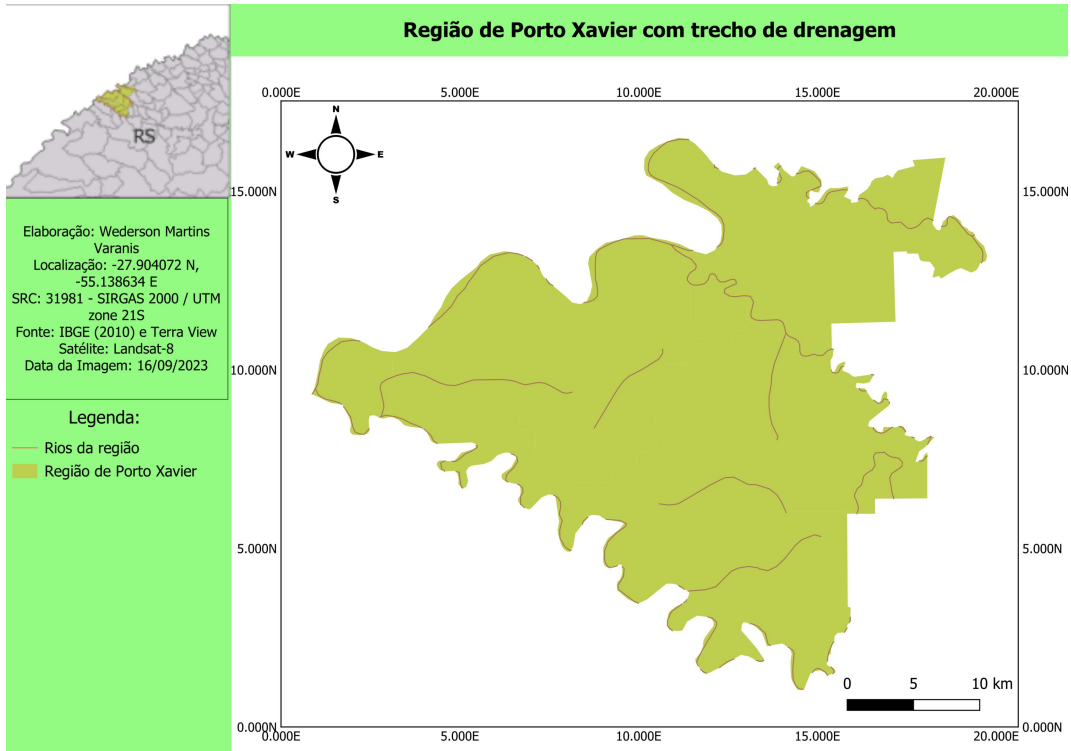 Região de Porto Xavier com trecho de drenagem
RS
Elaboração: Wederson Martins
Varanis
Localização: -27.904072 N,
-55.138634 E
SRC: 31981 - SIRGAS 2000 / UTM
zone 21S
Fonte: IBGE (2010) e Terra View
Satélite: Landsat-8
Data da Imagem: 16/09/2023
Legenda:
Rios da região
Região de Porto Xavier
0.000E 5.000E 10.000E 15.000E 20.000E
N
W E
S
15.000N 15.000N
10.000N 10.000N
5.000N 5.000N
0 5 10 km
0.000N 0.000N
0.000E 5.000E 10.000E 15.000E 20.000E